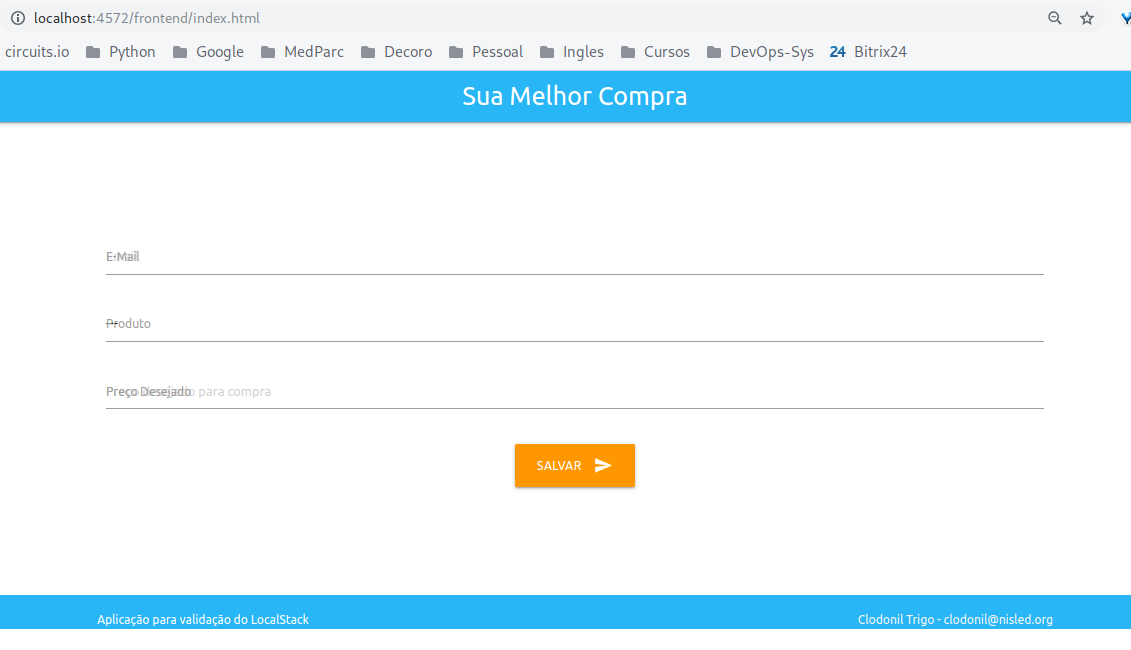 localhost:4572/frontend/index.html
circuits.io Python Google MedParc Decoro Pessoal Ingles Cursos DevOps-Sys 24 Bitrix24
Sua Melhor Compra
E-Mail
Produto
Preço Desejado para compra
SALVAR
Aplicação para validação do LocalStack Clodonil Trigo - clodonil@nisled.org